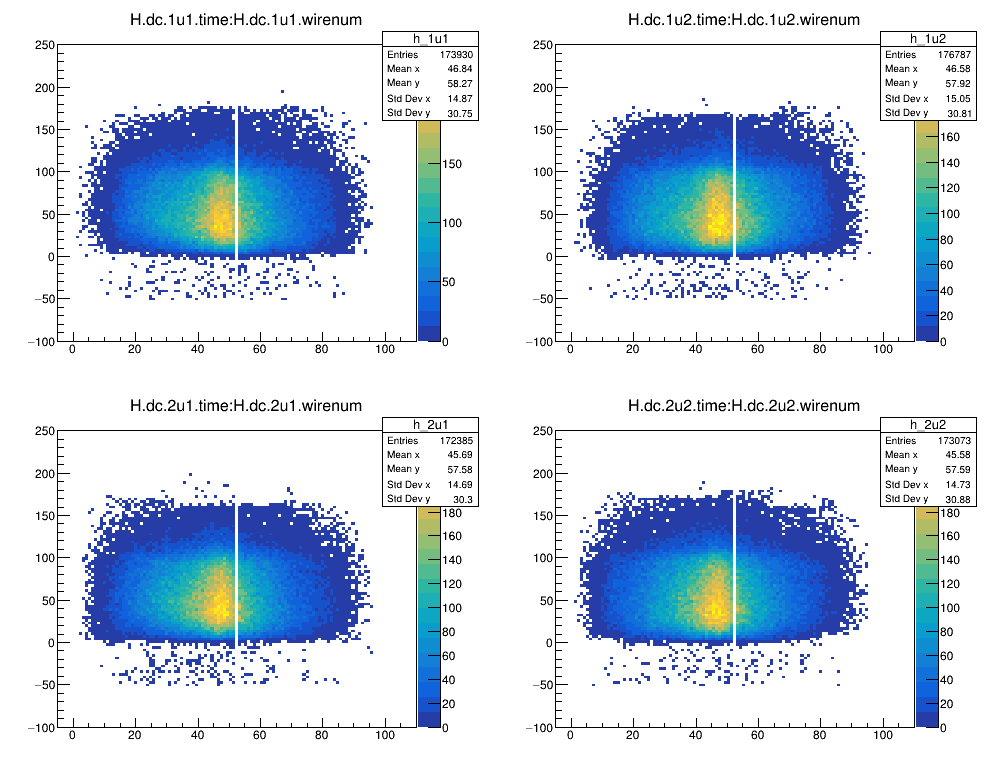 H.dc.1u1.time:H.dc.1u1.wirenum
h_1u1
Entries 173930
Mean x 46.84
Mean y 58.27
Std Dev x 14.87
Std Dev y 30.75
250
200
150
100
50
0
−50
−100
0 20 40 60 80 100
150
100
50
0
H.dc.1u2.time:H.dc.1u2.wirenum
h_1u2
Entries 176787
Mean x 46.58
Mean y 57.92
Std Dev x 15.05
Std Dev y 30.81
250
200
150
100
50
0
−50
−100
0 20 40 60 80 100
160
140
120
100
80
60
40
20
0
H.dc.2u1.time:H.dc.2u1.wirenum
h_2u1
Entries 172385
Mean x 45.69
Mean y 57.58
Std Dev x 14.69
Std Dev y 30.3
250
200
150
100
50
0
−50
−100
0 20 40 60 80 100
180
160
140
120
100
80
60
40
20
0
H.dc.2u2.time:H.dc.2u2.wirenum
h_2u2
Entries 173073
Mean x 45.58
Mean y 57.59
Std Dev x 14.73
Std Dev y 30.88
250
200
150
100
50
0
−50
−100
0 20 40 60 80 100
180
160
140
120
100
80
60
40
20
0